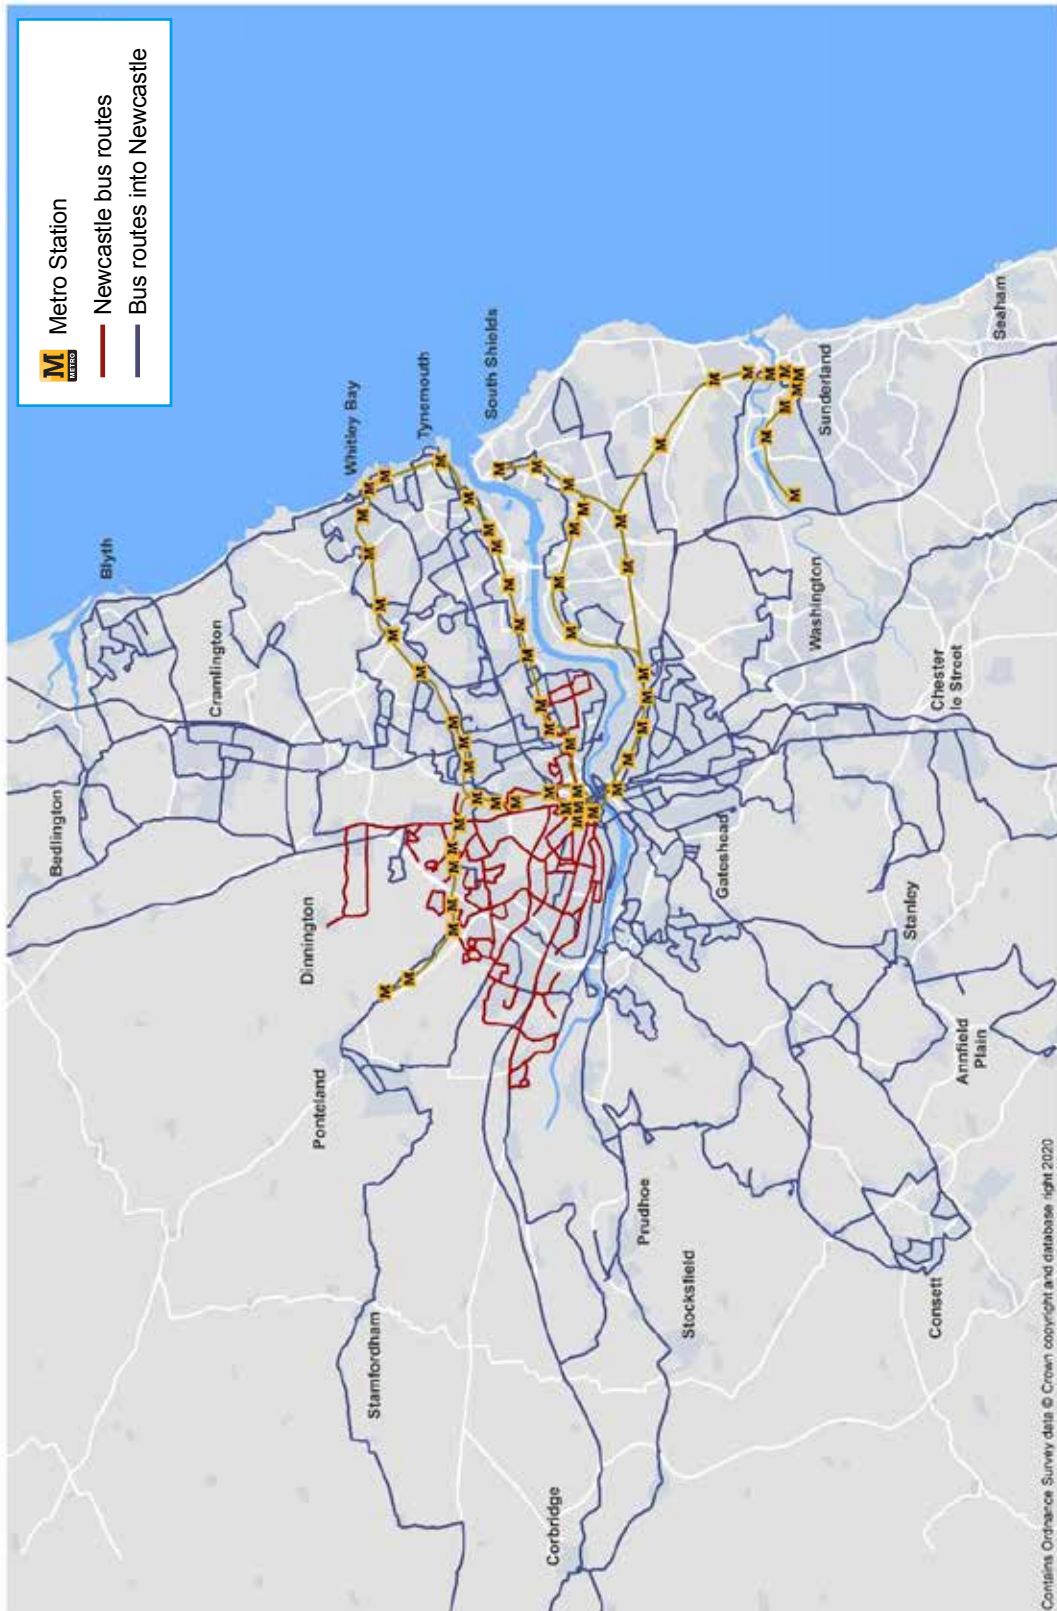 M
METRO
Metro Station
Newcastle bus routes
Bus routes into Newcastle
Blyth
Bedlington
Cramlington
Whitley Bay
Tynemouth
South Shields
Dinnington
Ponteland
Stamfordham
Corbridge
Prudhoe
Stocksfield
Gateshead
Washington
Sunderland
Seaham
Chester
le Street
Stanley
Annfield
Plain
Consett
Contains Ordnance Survey data © Crown copyright and database right 2020